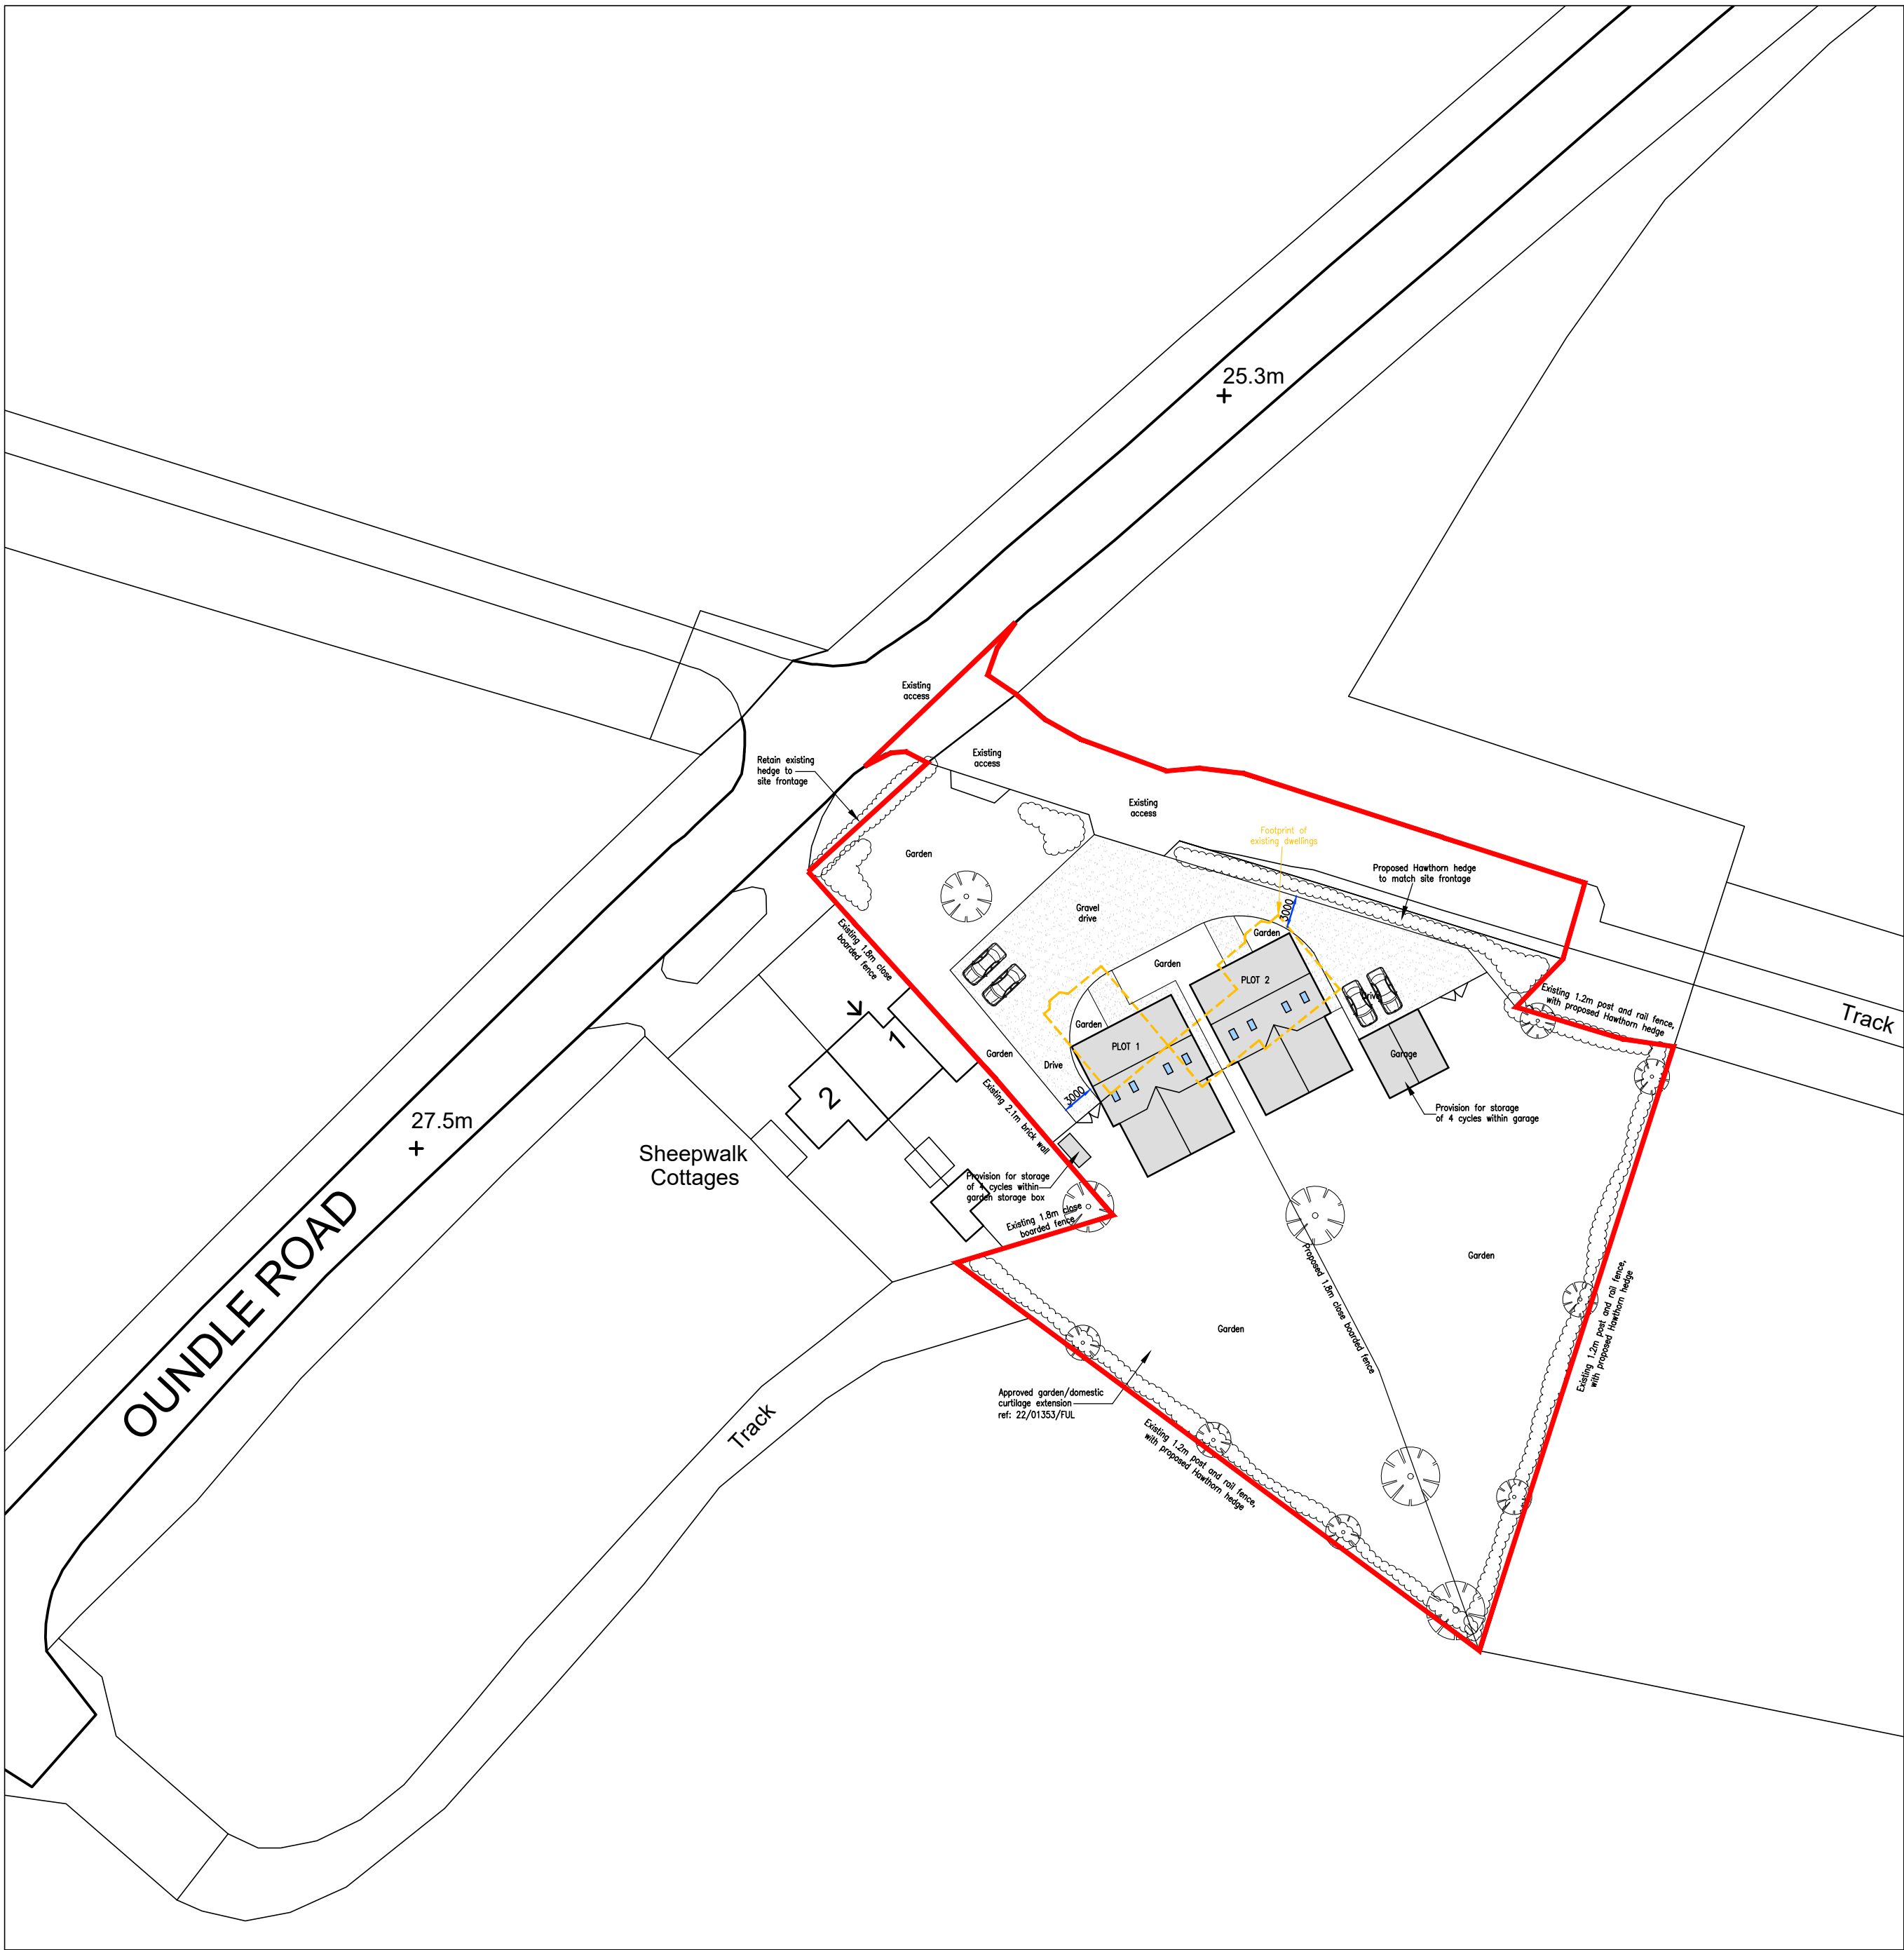 25.3m
Existing
access
Existing
access
Retain existing
hedge to
site frontage
Existing
access
Footprint of
existing dwellings
Garden
Proposed Hawthorn hedge
to match site frontage
Gravel
drive
3000
Garden
Existing 1.8m close
boarded fence
Garden
PLOT 2
Drive
Existing 1.2m post and rail fence,
with proposed Hawthorn hedge
Track
Garden
1
PLOT 1
Garden
Garage
Drive
3000
2
Existing 2.1m brick wall
Provision for storage
of 4 cycles within garage
27.5m
Sheepwalk
Cottages
Provision for storage
of 4 cycles within
garden storage box
Existing 1.8m close
boarded fence
OUNDLE ROAD
Garden
Proposed 1.8m close boarded fence
Existing 1.2m post and rail fence,
with proposed Hawthorn hedge
Garden
Approved garden/domestic
curtilage extension
ref: 22/01353/FUL
Track
Existing 1.2m post and rail fence,
with proposed Hawthorn hedge